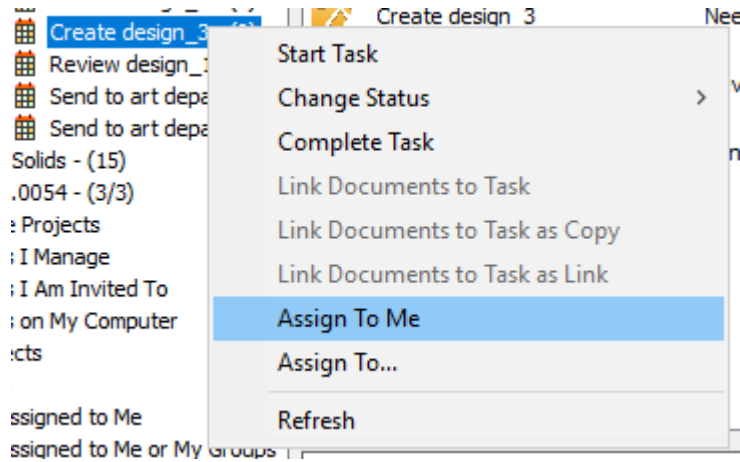 Create design_3
Nee
Create design_3
Review design_
Send to art depa
Send to art depa
Solids - (15)
.0054 - (3/3)
Projects
I Manage
I Am Invited To
on My Computer
cts
ssigned to Me
ssigned to Me or My Groups
Start Task
Change Status
Complete Task
Link Documents to Task
Link Documents to Task as Copy
Link Documents to Task as Link
Assign To Me
Assign To...
Refresh